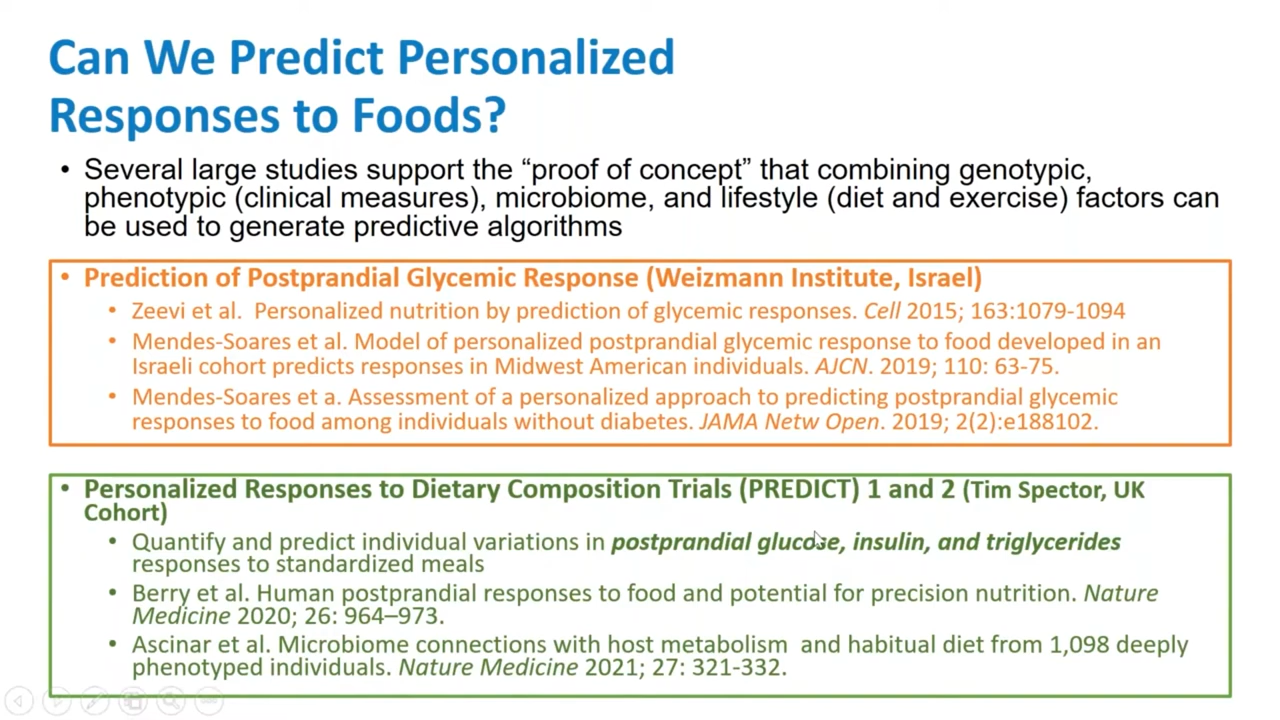 Can We Predict Personalized
Responses to Foods?
• Several large studies support the “proof of concept” that combining genotypic,
phenotypic (clinical measures), microbiome, and lifestyle (diet and exercise) factors can
be used to generate predictive algorithms
• Prediction of Postprandial Glycemic Response (Weizmann Institute, Israel)
• Zeevi et al.  Personalized nutrition by prediction of glycemic responses. Cell 2015; 163:1079-1094
• Mendes-Soares et al. Model of personalized postprandial glycemic response to food developed in an
Israeli cohort predicts responses in Midwest American individuals. AJCN. 2019; 110: 63-75.
• Mendes-Soares et a. Assessment of a personalized approach to predicting postprandial glycemic
responses to food among individuals without diabetes. JAMA Netw Open. 2019; 2(2):e188102.
• Personalized Responses to Dietary Composition Trials (PREDICT) 1 and 2 (Tim Spector, UK
Cohort)
• Quantify and predict individual variations in postprandial glucose, insulin, and triglycerides
responses to standardized meals
• Berry et al. Human postprandial responses to food and potential for precision nutrition. Nature
Medicine 2020; 26: 964–973.
• Ascinar et al. Microbiome connections with host metabolism  and habitual diet from 1,098 deeply
phenotyped individuals. Nature Medicine 2021; 27: 321-332.